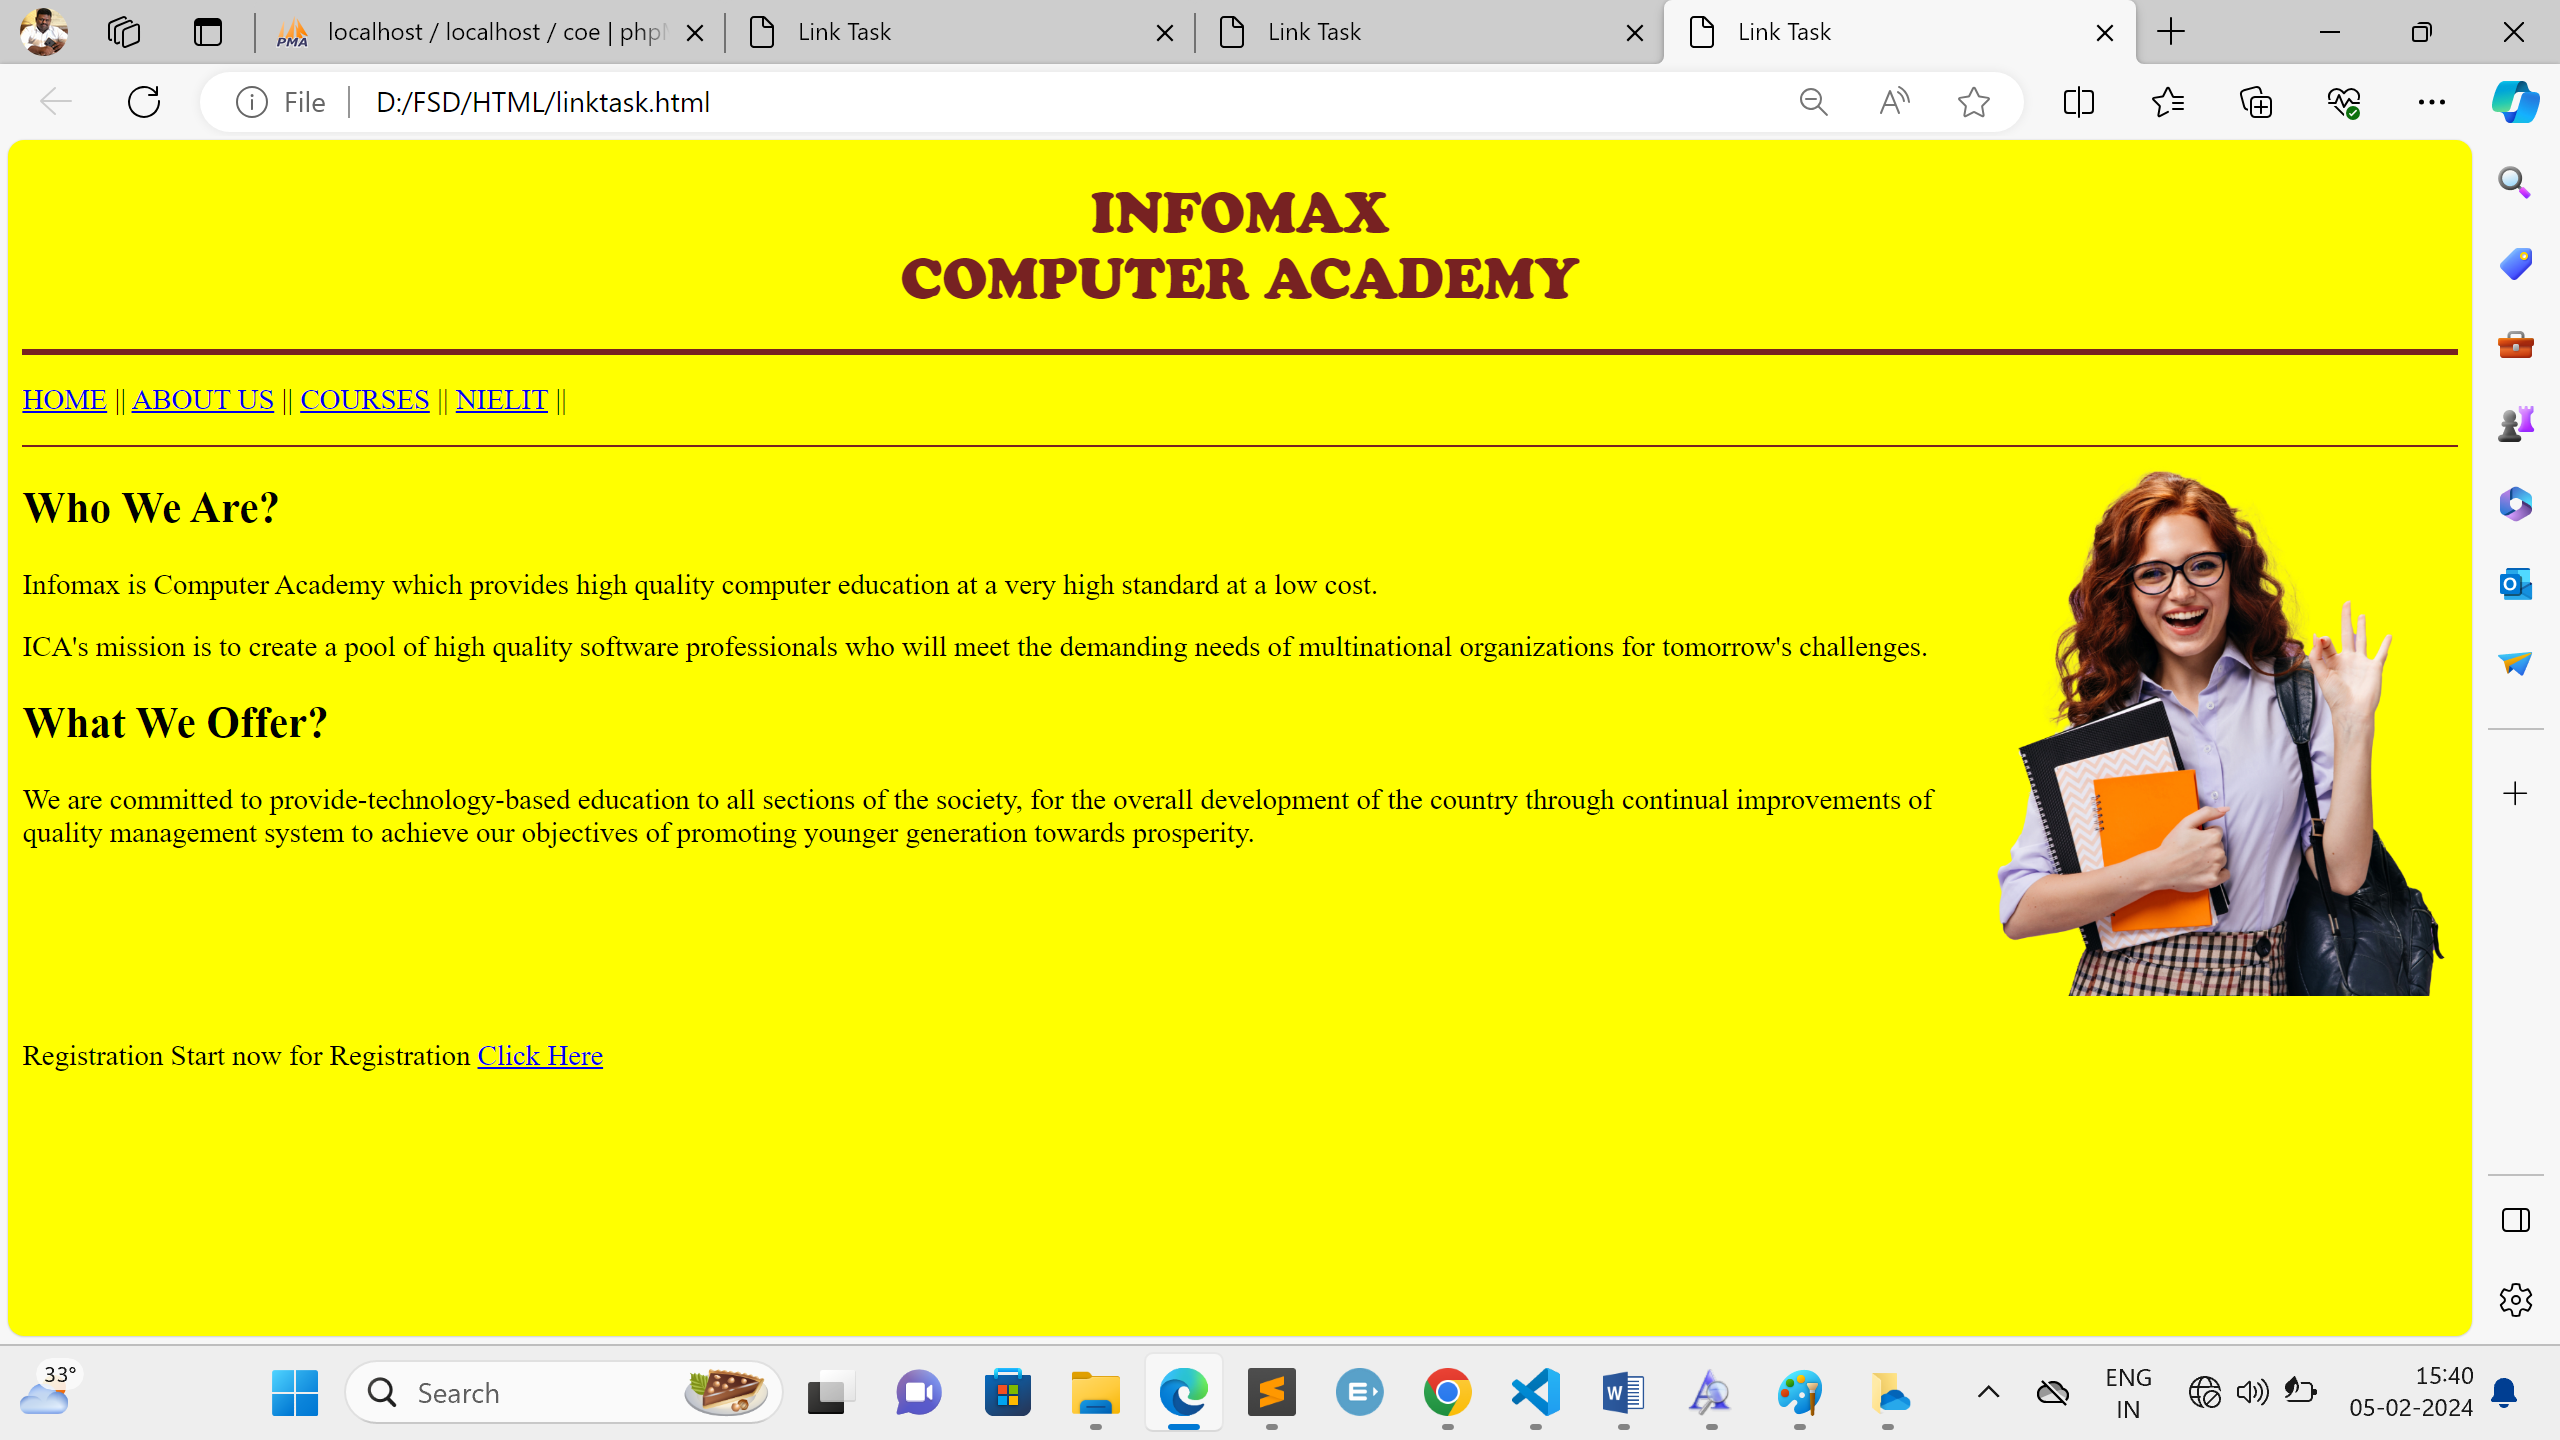 localhost / localhost / coe | php
Link Task
Link Task
Link Task
File
D:/FSD/HTML/linktask.html
INFOMAX
COMPUTER ACADEMY
HOME || ABOUT US || COURSES || NIELIT ||
Who We Are?
Infomax is Computer Academy which provides high quality computer education at a very high standard at a low cost.
ICA's mission is to create a pool of high quality software professionals who will meet the demanding needs of multinational organizations for tomorrow's challenges.
What We Offer?
We are committed to provide-technology-based education to all sections of the society, for the overall development of the country through continual improvements of
quality management system to achieve our objectives of promoting younger generation towards prosperity.
Registration Start now for Registration Click Here
33°
Search
ENG
IN
15:40
05-02-2024